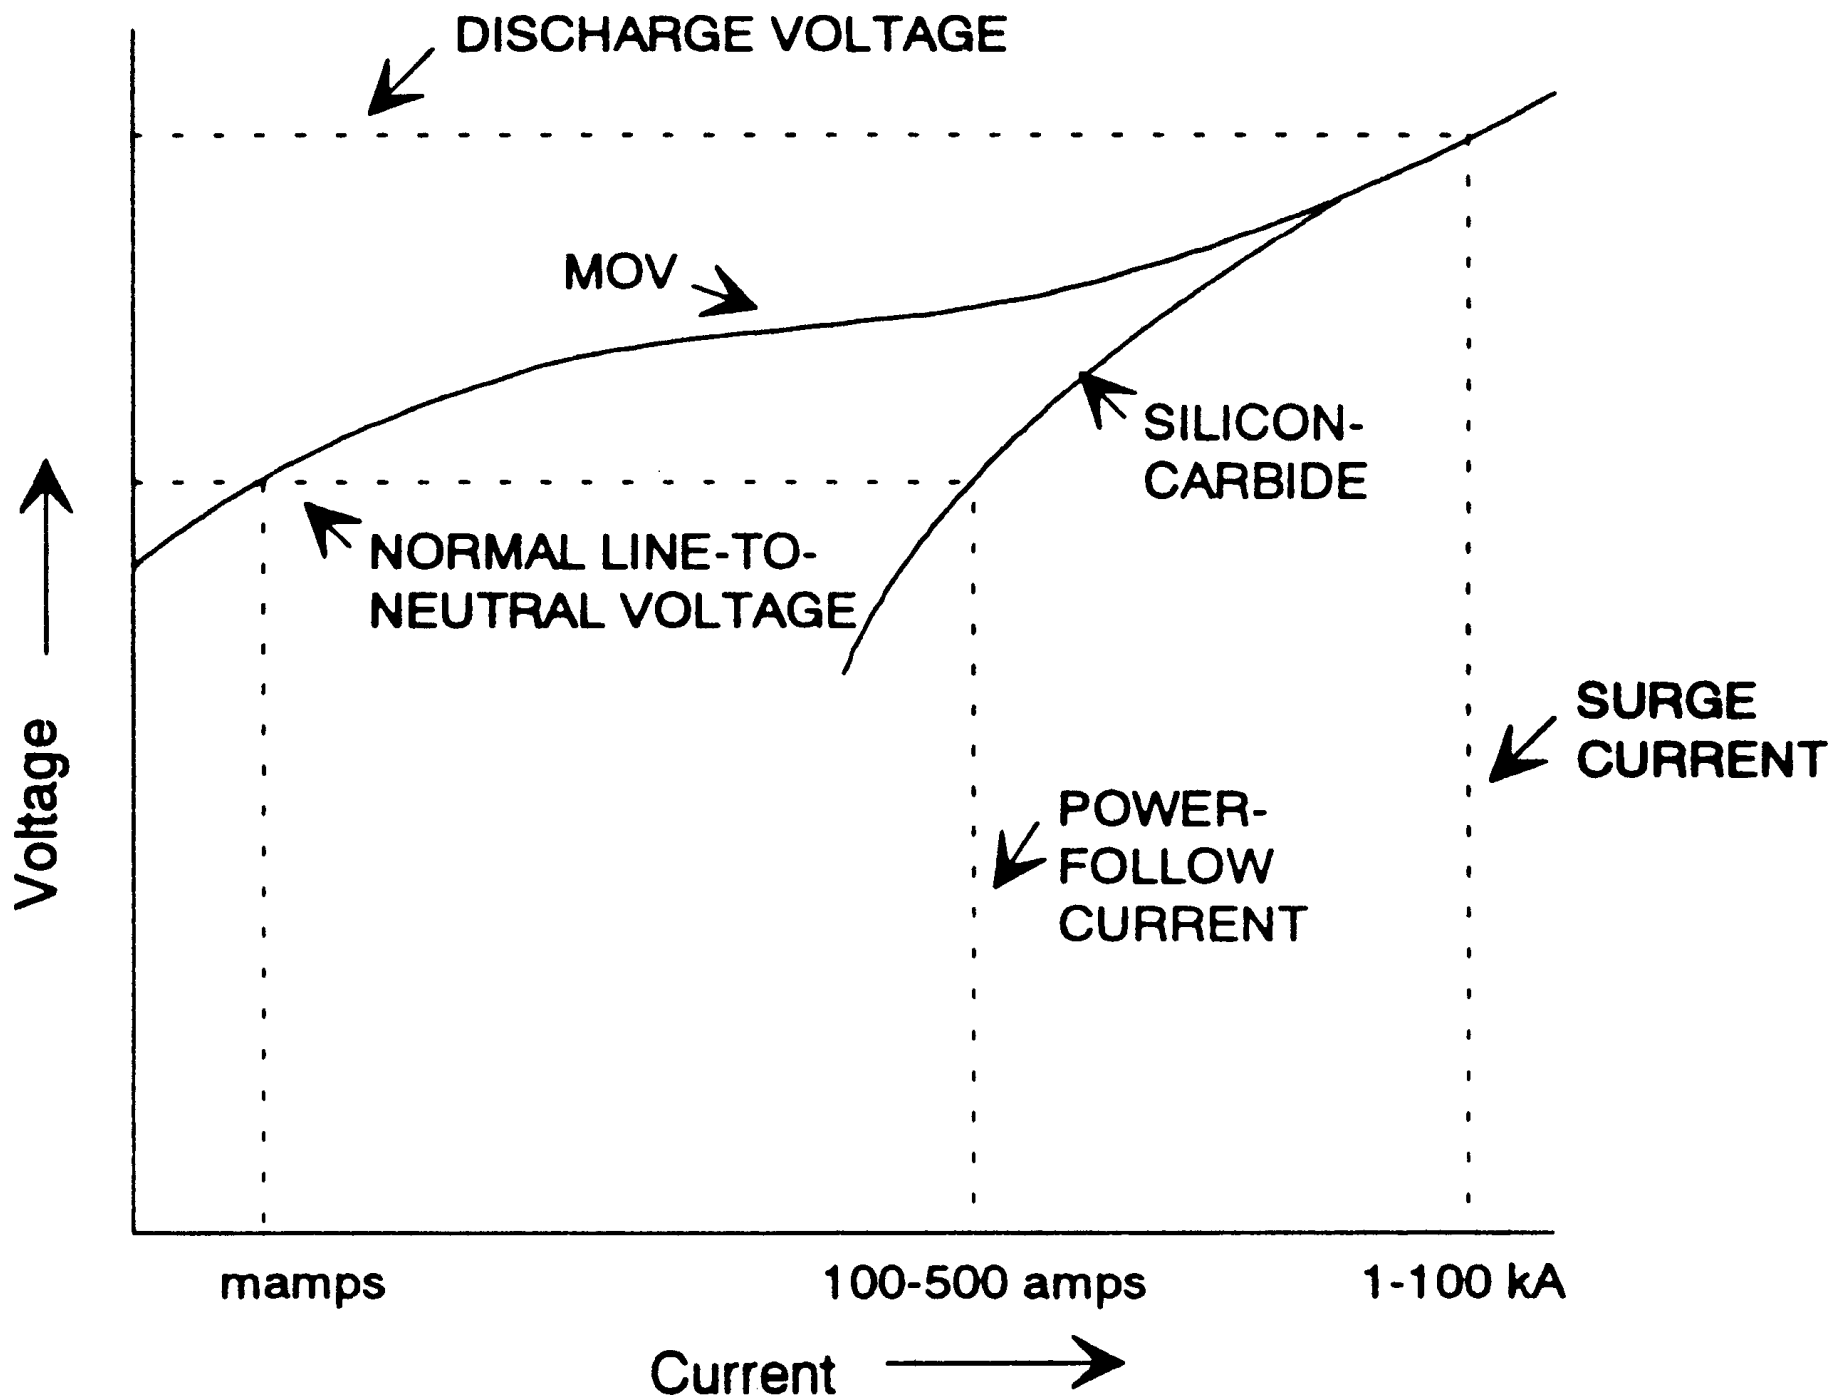 DISCHARGE VOLTAGE
MOV
SILICON-
CARBIDE
NORMAL LINE-TO-
NEUTRAL VOLTAGE
SURGE
CURRENT
POWER-
FOLLOW
CURRENT
Voltage
mamps
100-500 amps
1-100 kA
Current